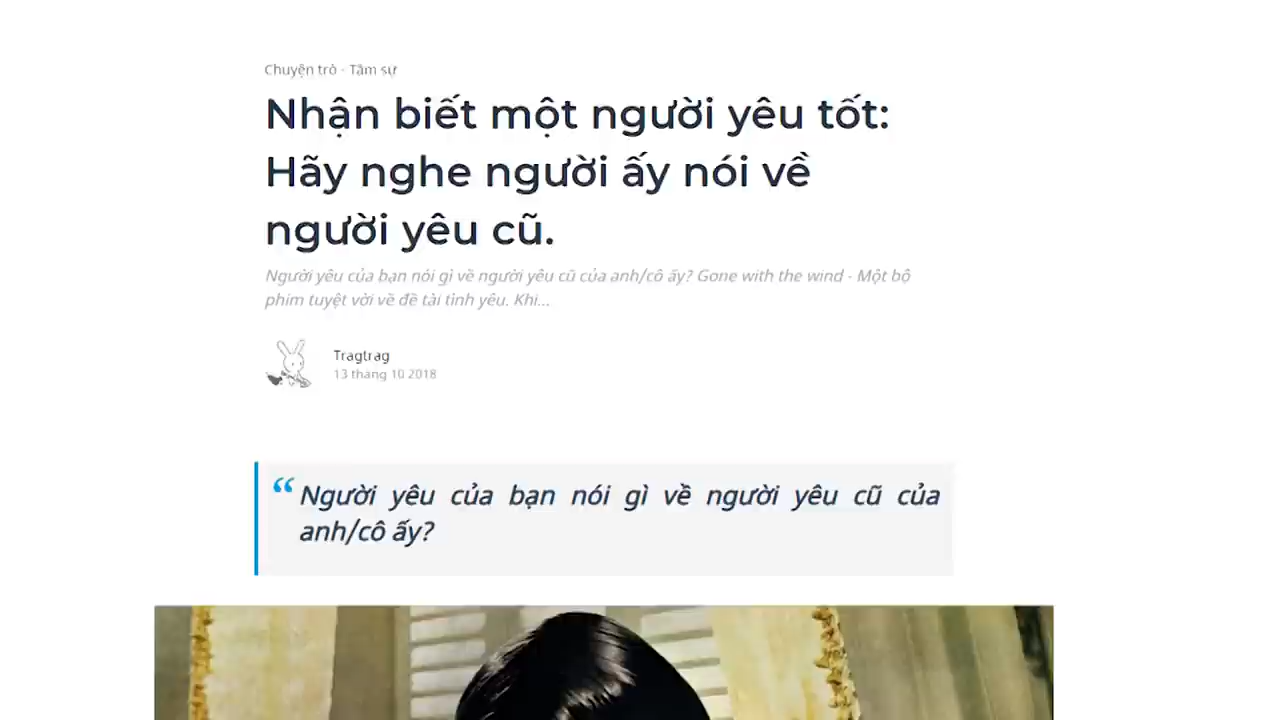 Chuyện trò - Tâm sự
Nhận biết một người yêu tốt:
Hãy nghe người ấy nói về
người yêu cũ.
Người yêu của bạn nói gì về người yêu cũ của anh/cô ấy? Gone with the wind - Một bộ
phim tuyệt vời về đề tài tình yêu. Khi...
Tragtrag
13 tháng 10 2018
“ Người yêu của bạn nói gì về người yêu cũ của
anh/cô ấy?